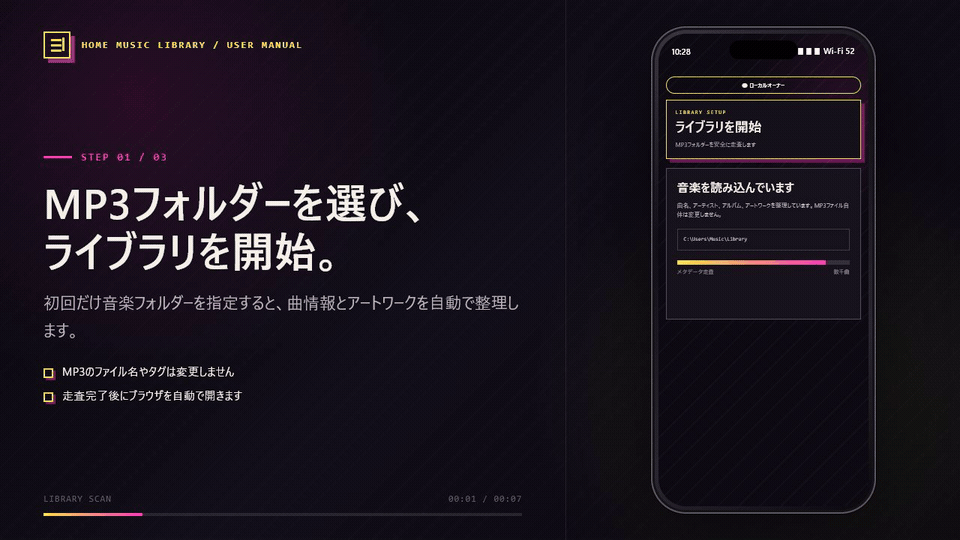 HOME MUSIC LIBRARY / USER MANUAL
STEP 01 / 03
MP3フォルダーを選び、
ライブラリを開始。
初回だけ音楽フォルダーを指定すると、曲情報とアートワークを自動で整理し
ます。
MP3のファイル名やタグは変更しません
走査完了後にブラウザを自動で開きます
LIBRARY SCAN
00:01 / 00:07
10:28
Wi-Fi 52
ローカルオーナー
LIBRARY SETUP
ライブラリを開始
MP3フォルダーを安全に走査します
音楽を読み込んでいます
曲名、アーティスト、アルバム、アートワークを整理しています。MP3ファイル自
体は変更しません。
C:\Users\Music\Library
メタデータ走査
数千曲